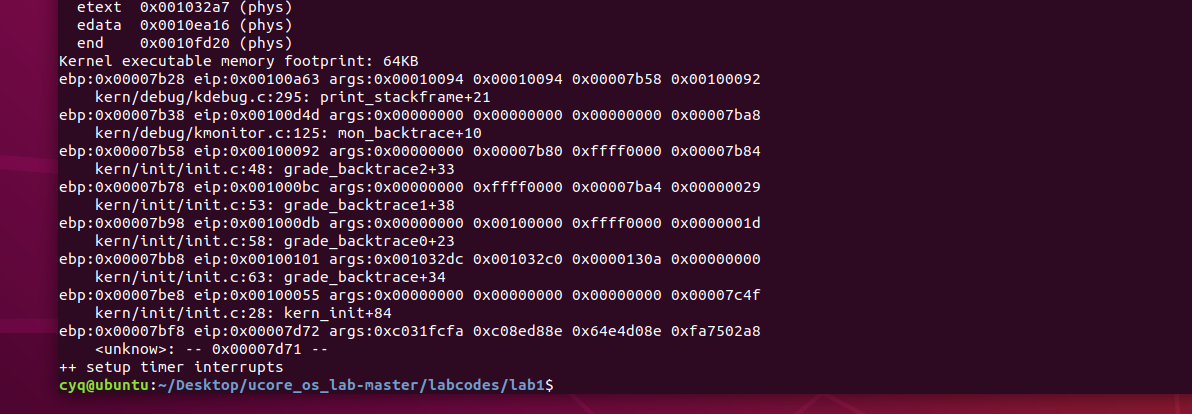 etext  0x001032a7 (phys)
  edata  0x0010ea16 (phys)
  end    0x0010fd20 (phys)
Kernel executable memory footprint: 64KB
ebp:0x00007b28 eip:0x00100a63 args:0x00010094 0x00010094 0x00007b58 0x00100092
    kern/debug/kdebug.c:295: print_stackframe+21
ebp:0x00007b38 eip:0x00100d4d args:0x00000000 0x00000000 0x00000000 0x00007ba8
    kern/debug/kmonitor.c:125: mon_backtrace+10
ebp:0x00007b58 eip:0x00100092 args:0x00000000 0x00007b80 0xffff0000 0x00007b84
    kern/init/init.c:48: grade_backtrace2+33
ebp:0x00007b78 eip:0x001000bc args:0x00000000 0xffff0000 0x00007ba4 0x00000029
    kern/init/init.c:53: grade_backtrace1+38
ebp:0x00007b98 eip:0x001000db args:0x00000000 0x00100000 0xffff0000 0x0000001d
    kern/init/init.c:58: grade_backtrace0+23
ebp:0x00007bb8 eip:0x00100101 args:0x001032dc 0x001032c0 0x0000130a 0x00000000
    kern/init/init.c:63: grade_backtrace+34
ebp:0x00007be8 eip:0x00100055 args:0x00000000 0x00000000 0x00000000 0x00007c4f
    kern/init/init.c:28: kern_init+84
ebp:0x00007bf8 eip:0x00007d72 args:0xc031fcfa 0xc08ed88e 0x64e4d08e 0xfa7502a8
    <unknow>: -- 0x00007d71 --
++ setup timer interrupts
cyq@ubuntu:~/Desktop/ucore_os_lab-master/labcodes/lab1$